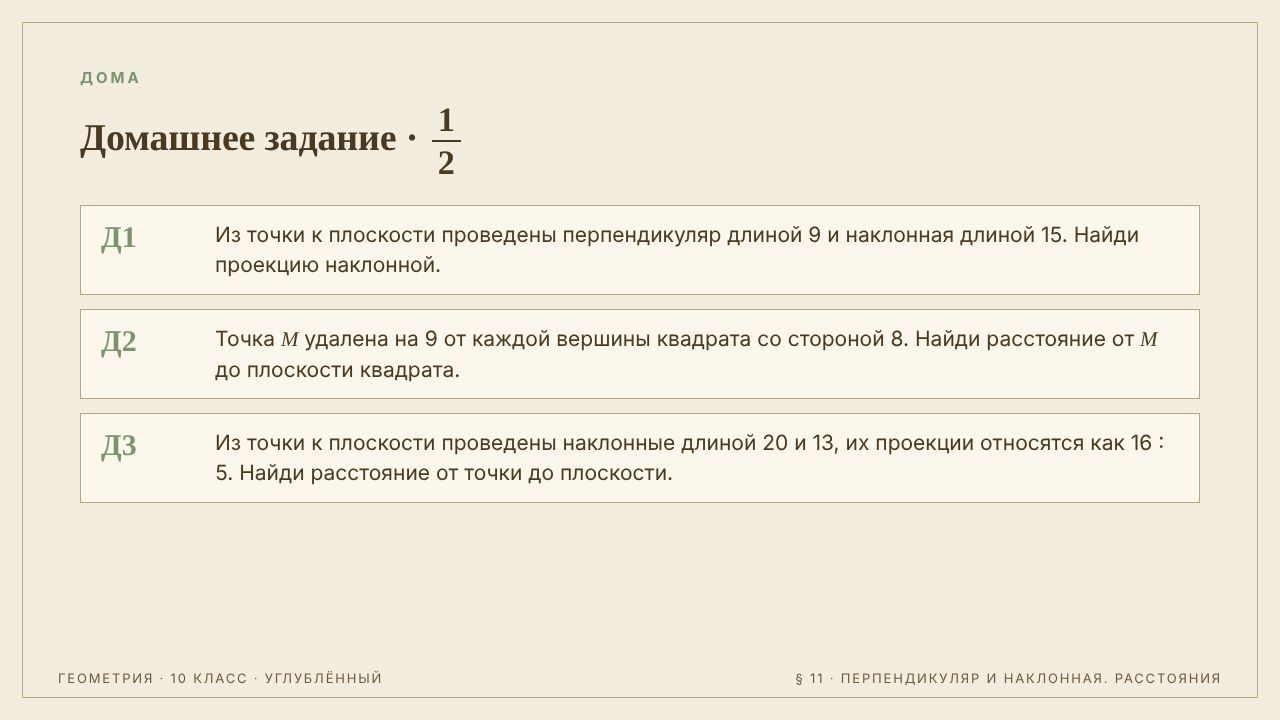 ДОМА
Домашнее задание · 1/2
Д1
Из точки к плоскости проведены перпендикуляр длиной 9 и наклонная длиной 15. Найди
проекцию наклонной.
Д2
Точка M удалена на 9 от каждой вершины квадрата со стороной 8. Найди расстояние от M
до плоскости квадрата.
Д3
Из точки к плоскости проведены наклонные длиной 20 и 13, их проекции относятся как 16 :
5. Найди расстояние от точки до плоскости.
ГЕОМЕТРИЯ · 10 КЛАСС · УГЛУБЛЁННЫЙ
§ 11 · ПЕРПЕНДИКУЛЯР И НАКЛОННАЯ. РАССТОЯНИЯ